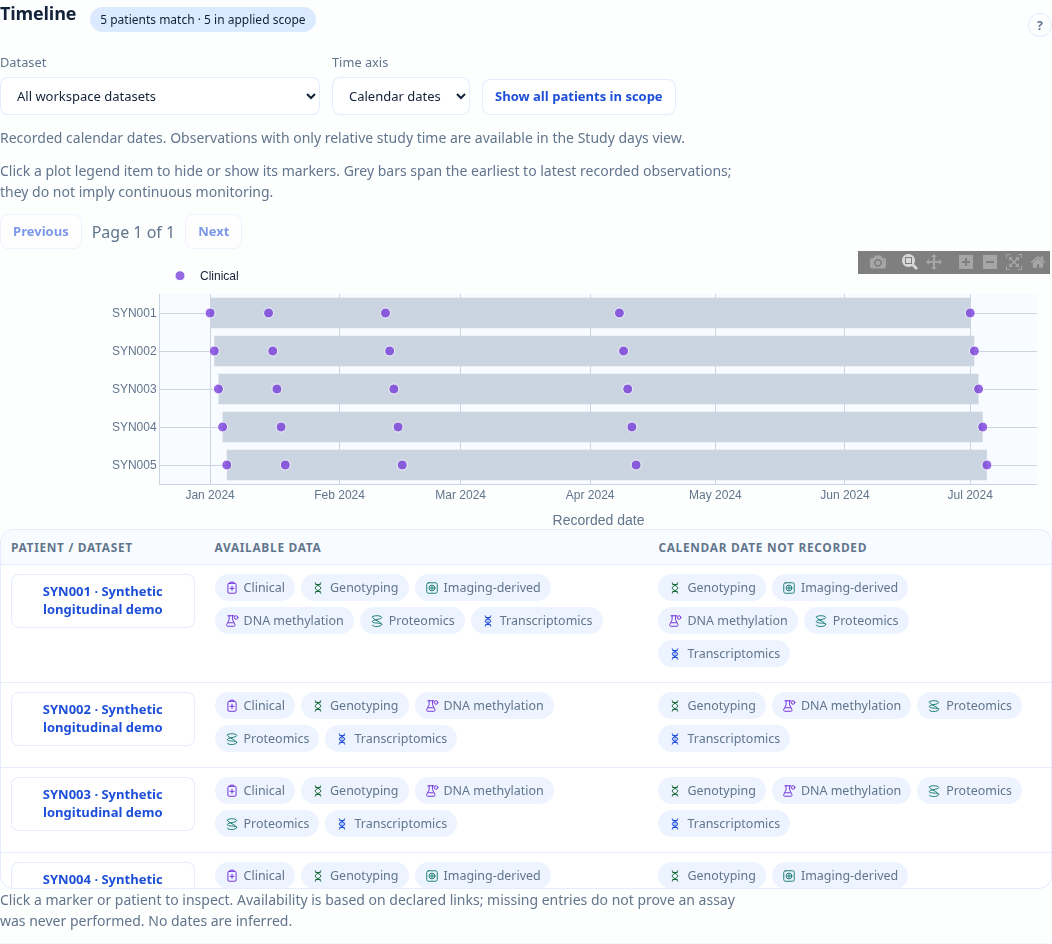 Timeline
5 patients match · 5 in applied scope
?
Dataset
Time axis
All workspace datasets
Calendar dates
Show all patients in scope
Recorded calendar dates. Observations with only relative study time are available in the Study days view.
Click a plot legend item to hide or show its markers. Grey bars span the earliest to latest recorded observations;
they do not imply continuous monitoring.
Previous
Page 1 of 1
Next
Clinical
SYN001
SYN002
SYN003
SYN004
SYN005
Jan 2024
Feb 2024
Mar 2024
Apr 2024
May 2024
Jun 2024
Jul 2024
Recorded date
PATIENT / DATASET
AVAILABLE DATA
CALENDAR DATE NOT RECORDED
SYN001 · Synthetic
longitudinal demo
Clinical
Genotyping
Imaging-derived
DNA methylation
Proteomics
Transcriptomics
Genotyping
Imaging-derived
DNA methylation
Proteomics
Transcriptomics
SYN002 · Synthetic
longitudinal demo
Clinical
Genotyping
DNA methylation
Proteomics
Transcriptomics
Genotyping
DNA methylation
Proteomics
Transcriptomics
SYN003 · Synthetic
longitudinal demo
Clinical
Genotyping
DNA methylation
Proteomics
Transcriptomics
Genotyping
DNA methylation
Proteomics
Transcriptomics
SYN004 · Synthetic
Clinical
Genotyping
Imaging-derived
Genotyping
Imaging-derived
Click a marker or patient to inspect. Availability is based on declared links; missing entries do not prove an assay
was never performed. No dates are inferred.